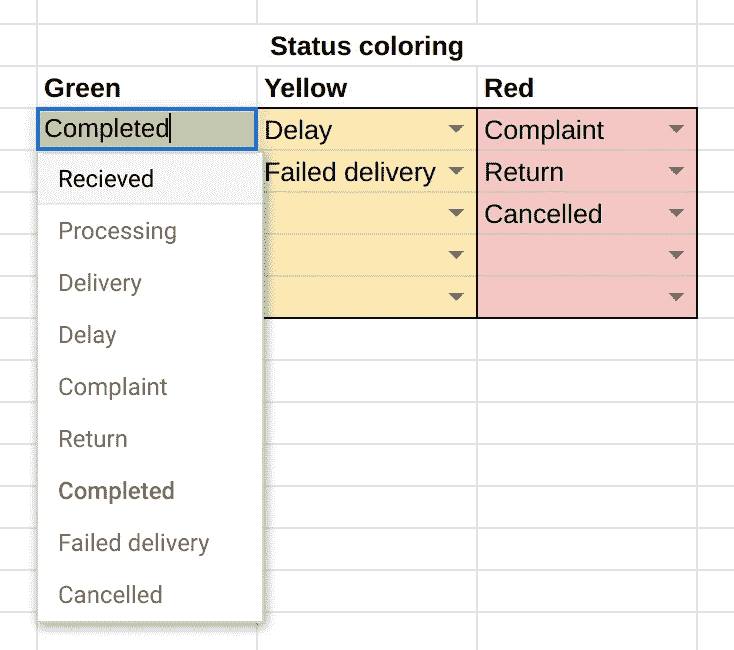 Status coloring
Green Yellow Red
Completed Delay Complaint
Recieved Failed delivery Return
Cancelled
Processing
Delivery
Delay
Complaint
Return
Completed
Failed delivery
Cancelled